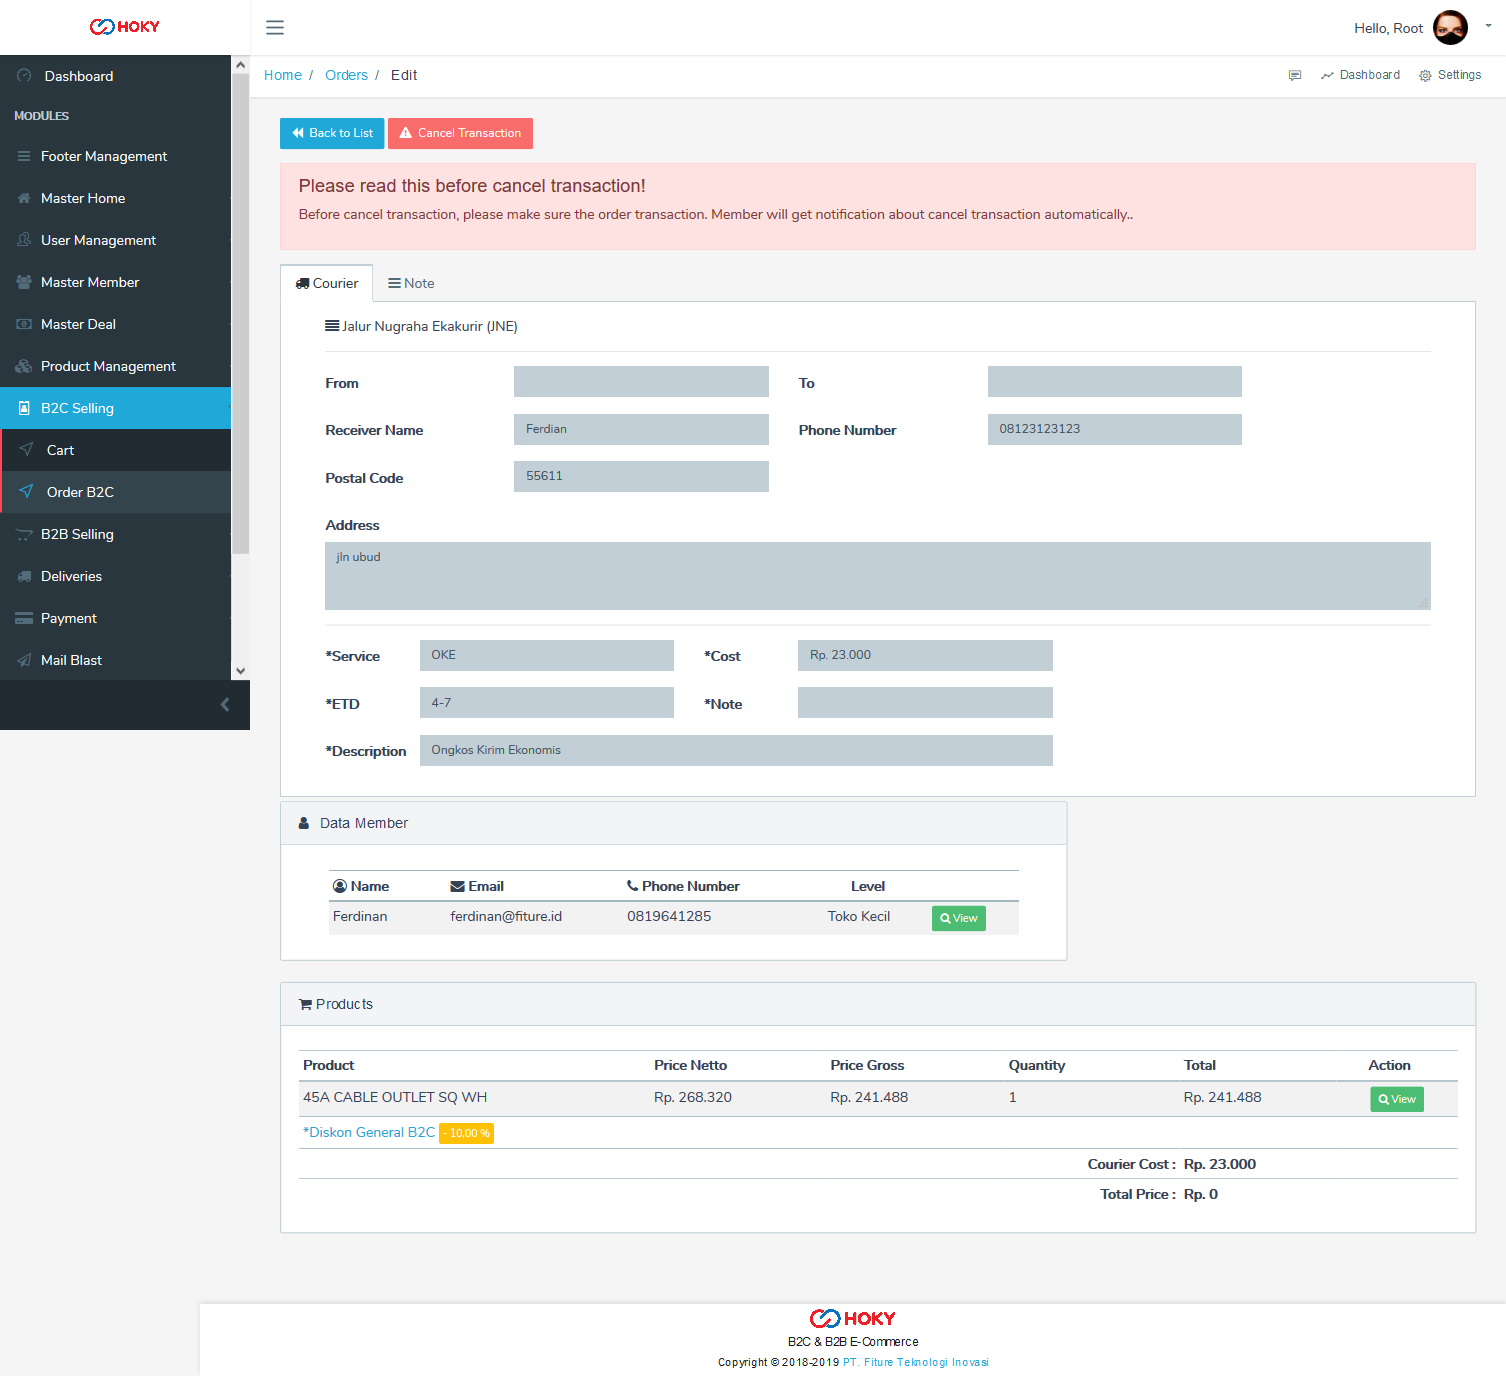 HOKY
Hello, Root
Dashboard
MODULES
Footer Management
Master Home
User Management
Master Member
Master Deal
Product Management
B2C Selling
Cart
Order B2C
B2B Selling
Deliveries
Payment
Mail Blast
Home / Orders / Edit
Dashboard Settings
Back to List Cancel Transaction
Please read this before cancel transaction!
Before cancel transaction, please make sure the order transaction. Member will get notification about cancel transaction automatically..
Courier Note
Jalur Nugraha Ekakurir (JNE)
From To
Receiver Name Ferdian Phone Number 08123123123
Postal Code 55611
Address
jln ubud
*Service OKE *Cost Rp. 23.000
*ETD 4-7 *Note
*Description Ongkos Kirim Ekonomis
Data Member
Name Email Phone Number Level
Ferdinan ferdinan@fiture.id 0819641285 Toko Kecil View
Products
Product Price Netto Price Gross Quantity Total Action
45A CABLE OUTLET SQ WH Rp. 268.320 Rp. 241.488 1 Rp. 241.488 View
*Diskon General B2C - 10,00 %
Courier Cost : Rp. 23.000
Total Price : Rp. 0
HOKY
B2C & B2B E-Commerce
Copyright © 2018-2019 PT. Fiture Teknologi Inovasi